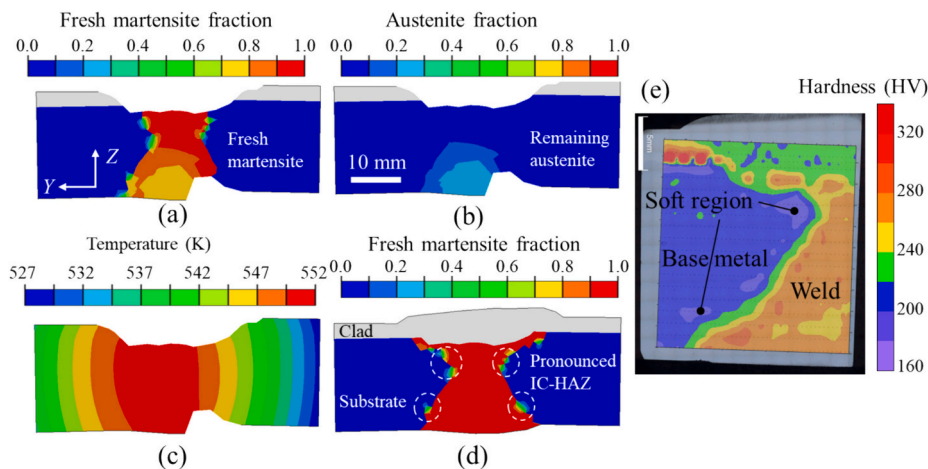 Fresh martensite fraction
0.0 0.2 0.4 0.6 0.8 1.0
Fresh
martensite
Z
Y
(a)
Austenite fraction
0.0 0.2 0.4 0.6 0.8 1.0
Remaining
austenite
10 mm
(b)
Temperature (K)
527 532 537 542 547 552
(c)
Fresh martensite fraction
0.0 0.2 0.4 0.6 0.8 1.0
Clad
Pronounced
IC-HAZ
Substrate
(d)
(e)
Hardness (HV)
5mm
Soft region
Base metal
Weld
320
280
240
200
160